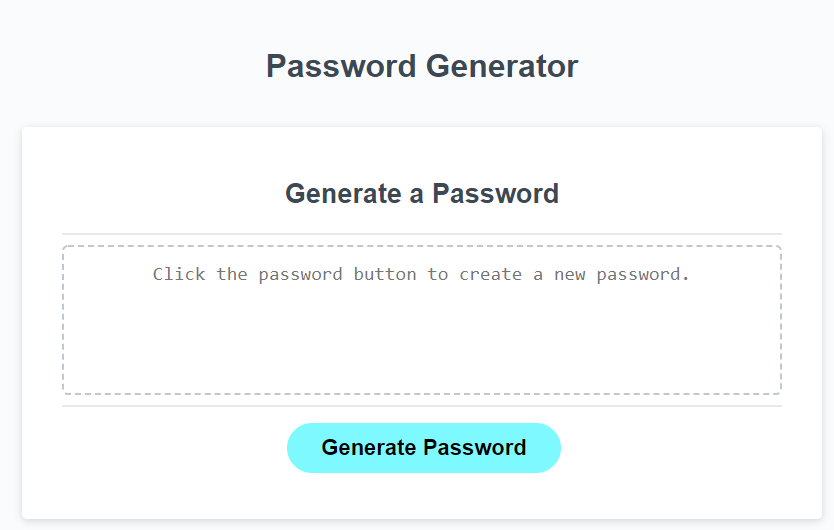 Password Generator
Generate a Password
Click the password button to create a new password.
Generate Password